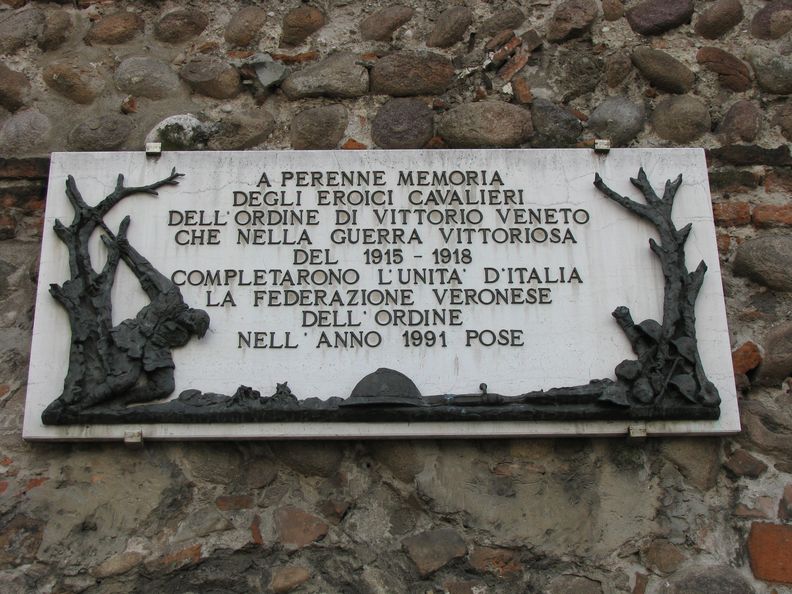 A PERENNE MEMORIA
DEGLI EROICI CAVALIERI
DELL'ORDINE DI VITTORIO VENETO
CHE NELLA GUERRA VITTORIOSA
DEL 1915 - 1918
COMPLETARONO L'UNITA' D'ITALIA
LA FEDERAZIONE VERONESE
DELL'ORDINE
NELL'ANNO 1991 POSE